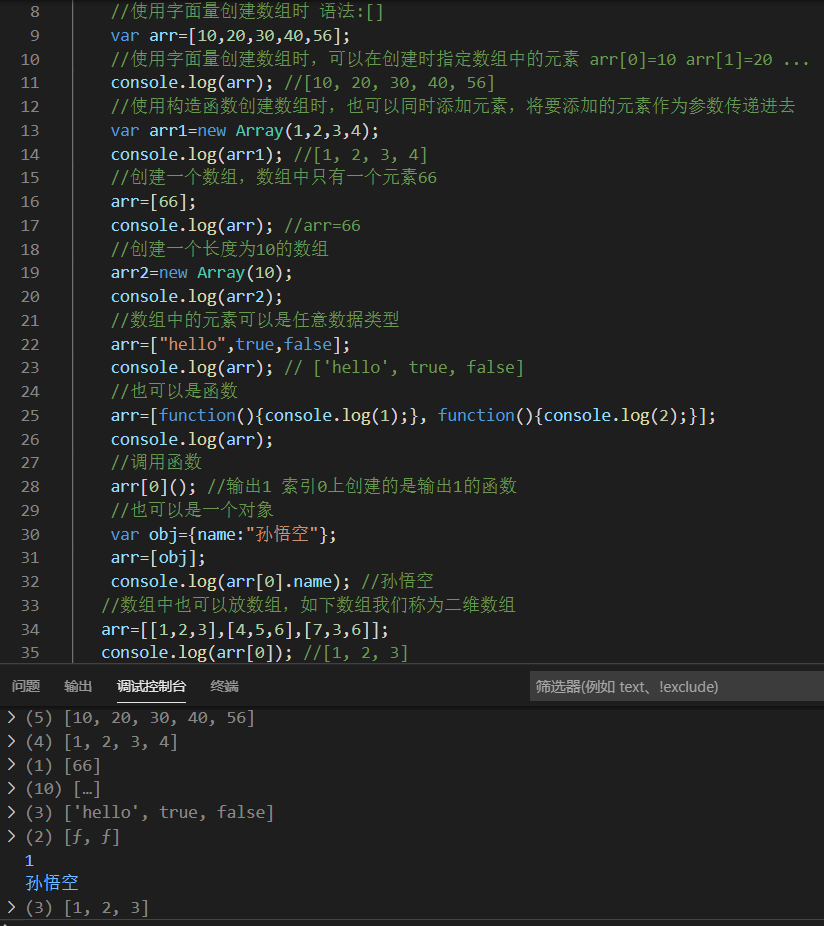 8 //使用字面量创建数组时 语法:[]
9 var arr=[10,20,30,40,56];
10 //使用字面量创建数组时，可以在创建时指定数组中的元素 arr[0]=10 arr[1]=20 ...
11 console.log(arr); //[10, 20, 30, 40, 56]
12 //使用构造函数创建数组时，也可以同时添加元素，将要添加的元素作为参数传递进去
13 var arr1=new Array(1,2,3,4);
14 console.log(arr1); //[1, 2, 3, 4]
15 //创建一个数组，数组中只有一个元素66
16 arr=[66];
17 console.log(arr); //arr=66
18 //创建一个长度为10的数组
19 arr2=new Array(10);
20 console.log(arr2);
21 //数组中的元素可以是任意数据类型
22 arr=["hello",true,false];
23 console.log(arr); // ['hello', true, false]
24 //也可以是函数
25 arr=[function(){console.log(1);}, function(){console.log(2);}];
26 console.log(arr);
27 //调用函数
28 arr[0](); //输出1 索引0上创建的是输出1的函数
29 //也可以是一个对象
30 var obj={name:"孙悟空"};
31 arr=[obj];
32 console.log(arr[0].name); //孙悟空
33 //数组中也可以放数组，如下数组我们称为二维数组
34 arr=[[1,2,3],[4,5,6],[7,3,6]];
35 console.log(arr[0]); //[1, 2, 3]
问题 输出 调试控制台 终端 筛选器(例如 text、!exclude)
(5) [10, 20, 30, 40, 56]
(4) [1, 2, 3, 4]
(1) [66]
(10) […]
(3) ['hello', true, false]
(2) [ƒ, ƒ]
1
孙悟空
(3) [1, 2, 3]